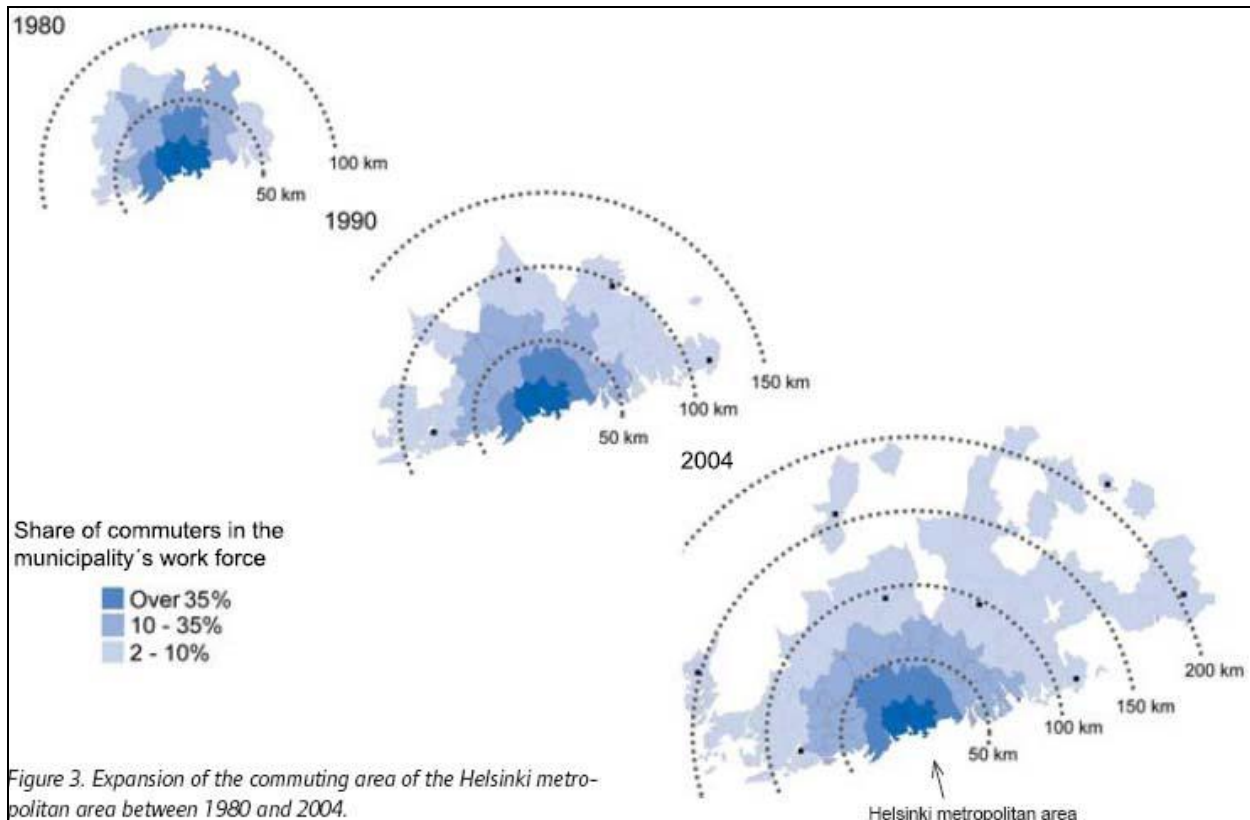 1980
100 km
50 km
1990
150 km
100 km
50 km
2004
Share of commuters in the
municipality´s work force
Over 35%
10 - 35%
2 - 10%
200 km
150 km
100 km
50 km
Figure 3. Expansion of the commuting area of the Helsinki metro-
politan area between 1980 and 2004.
Helsinki metropolitan area